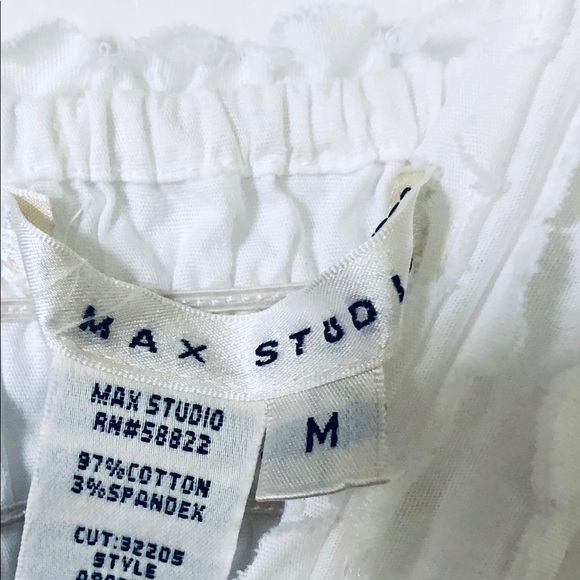 MAX STUDIO
M
MAX STUDIO
RN#58822
97%COTTON
3%SPANDEX
CUT:32205
STYLE